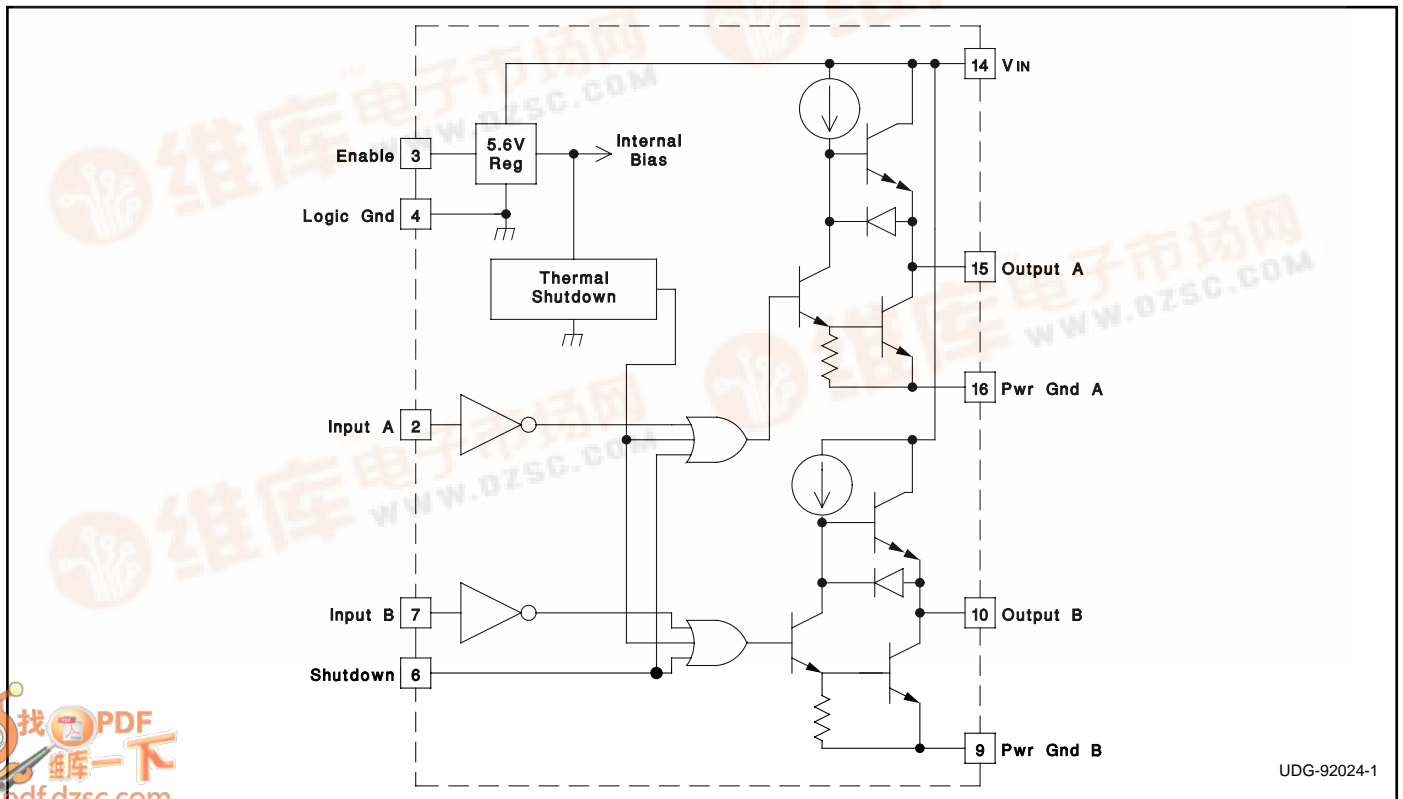 14 VIN
Enable 3
5.6V
Reg
Internal
Bias
Logic Gnd 4
Thermal
Shutdown
15 Output A
16 Pwr Gnd A
Input A 2
Input B 7
10 Output B
Shutdown 6
9 Pwr Gnd B
UDG-92024-1
维库电子市场网
WWW.DZSC.COM
维库电子市场网
WWW.DZSC.COM
维库电子市场网
WWW.DZSC.COM
找 PDF
维库一下
pdf.dzsc.com